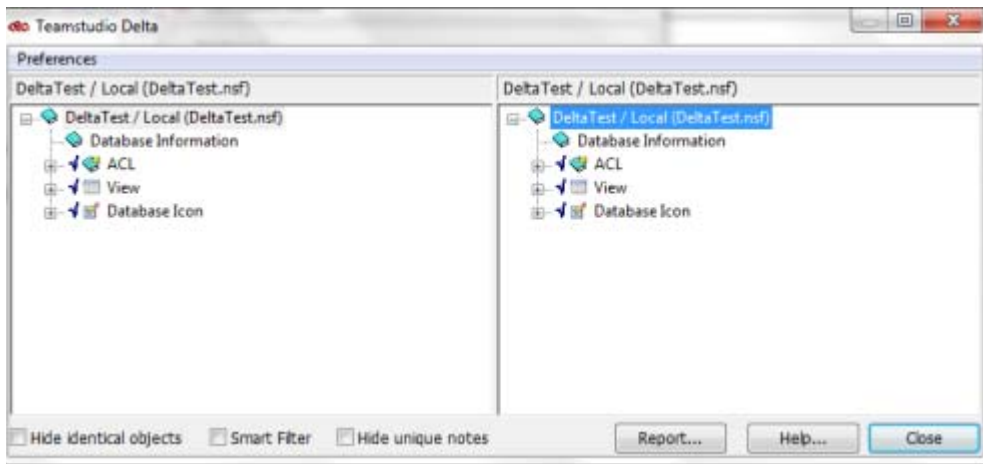 Teamstudio Delta
Preferences
DeltaTest / Local (DeltaTest.nsf)
DeltaTest / Local (DeltaTest.nsf)
Database Information
ACL
View
Database Icon
DeltaTest / Local (DeltaTest.nsf)
DeltaTest / Local (DeltaTest.nsf)
Database Information
ACL
View
Database Icon
Hide identical objects Smart Filter Hide unique notes Report... Help... Close